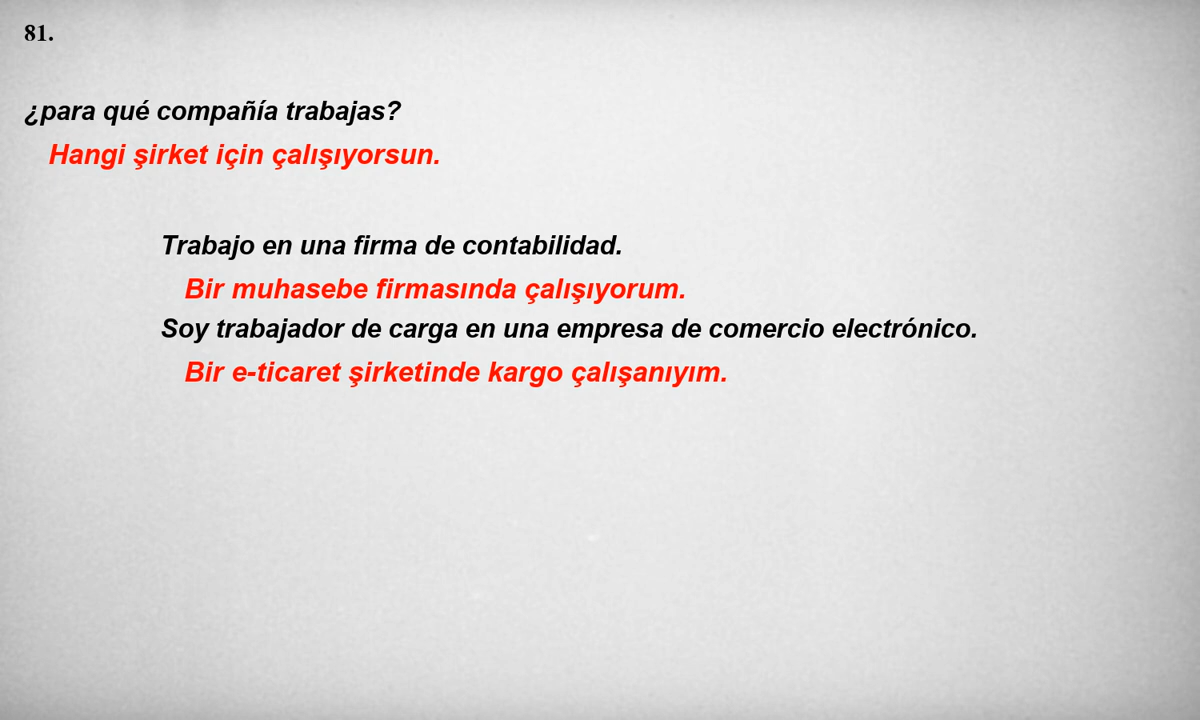 81.
¿para qué compañía trabajas?
Hangi şirket için çalışıyorsun.
Trabajo en una firma de contabilidad.
Bir muhasebe firmasında çalışıyorum.
Soy trabajador de carga en una empresa de comercio electrónico.
Bir e-ticaret şirketinde kargo çalışanıyım.